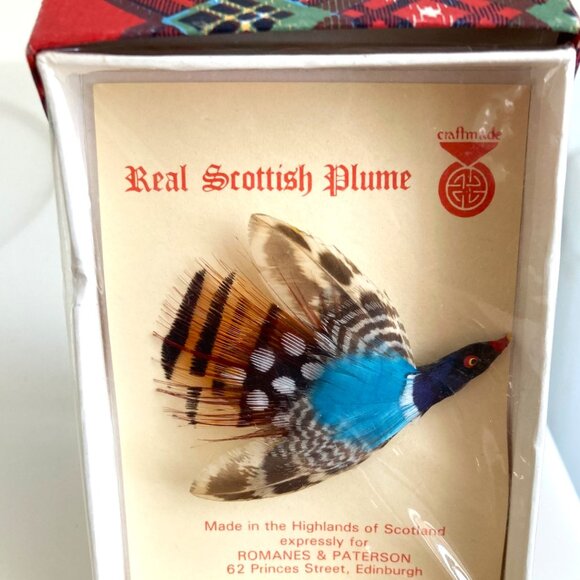 craftmade
Real Scottish Plume
Made in the Highlands of Scotland
expressly for
ROMANES & PATERSON
62 Princes Street, Edinburgh